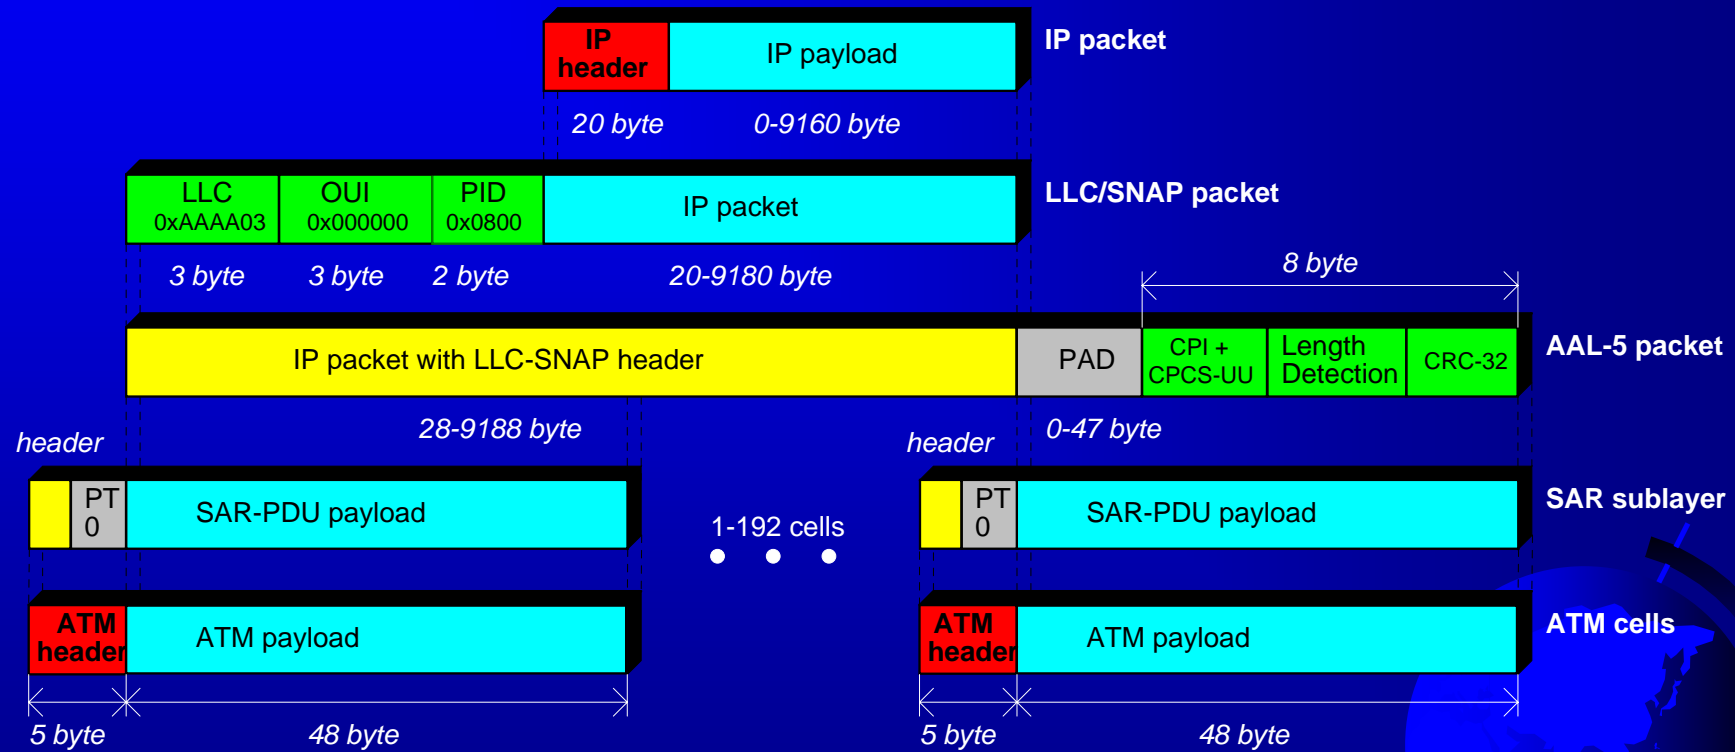 IP
header
IP payload
IP packet
20 byte
0-9160 byte
LLC
0xAAAA03
OUI
0x000000
PID
0x0800
IP packet
LLC/SNAP packet
3 byte
3 byte
2 byte
20-9180 byte
8 byte
IP packet with LLC-SNAP header
PAD
CPI +
CPCS-UU
Length
Detection
CRC-32
AAL-5 packet
28-9188 byte
0-47 byte
header
header
PT
0
SAR-PDU payload
1-192 cells
PT
0
SAR-PDU payload
SAR sublayer
ATM
header
ATM payload
ATM
header
ATM payload
ATM cells
5 byte
48 byte
5 byte
48 byte